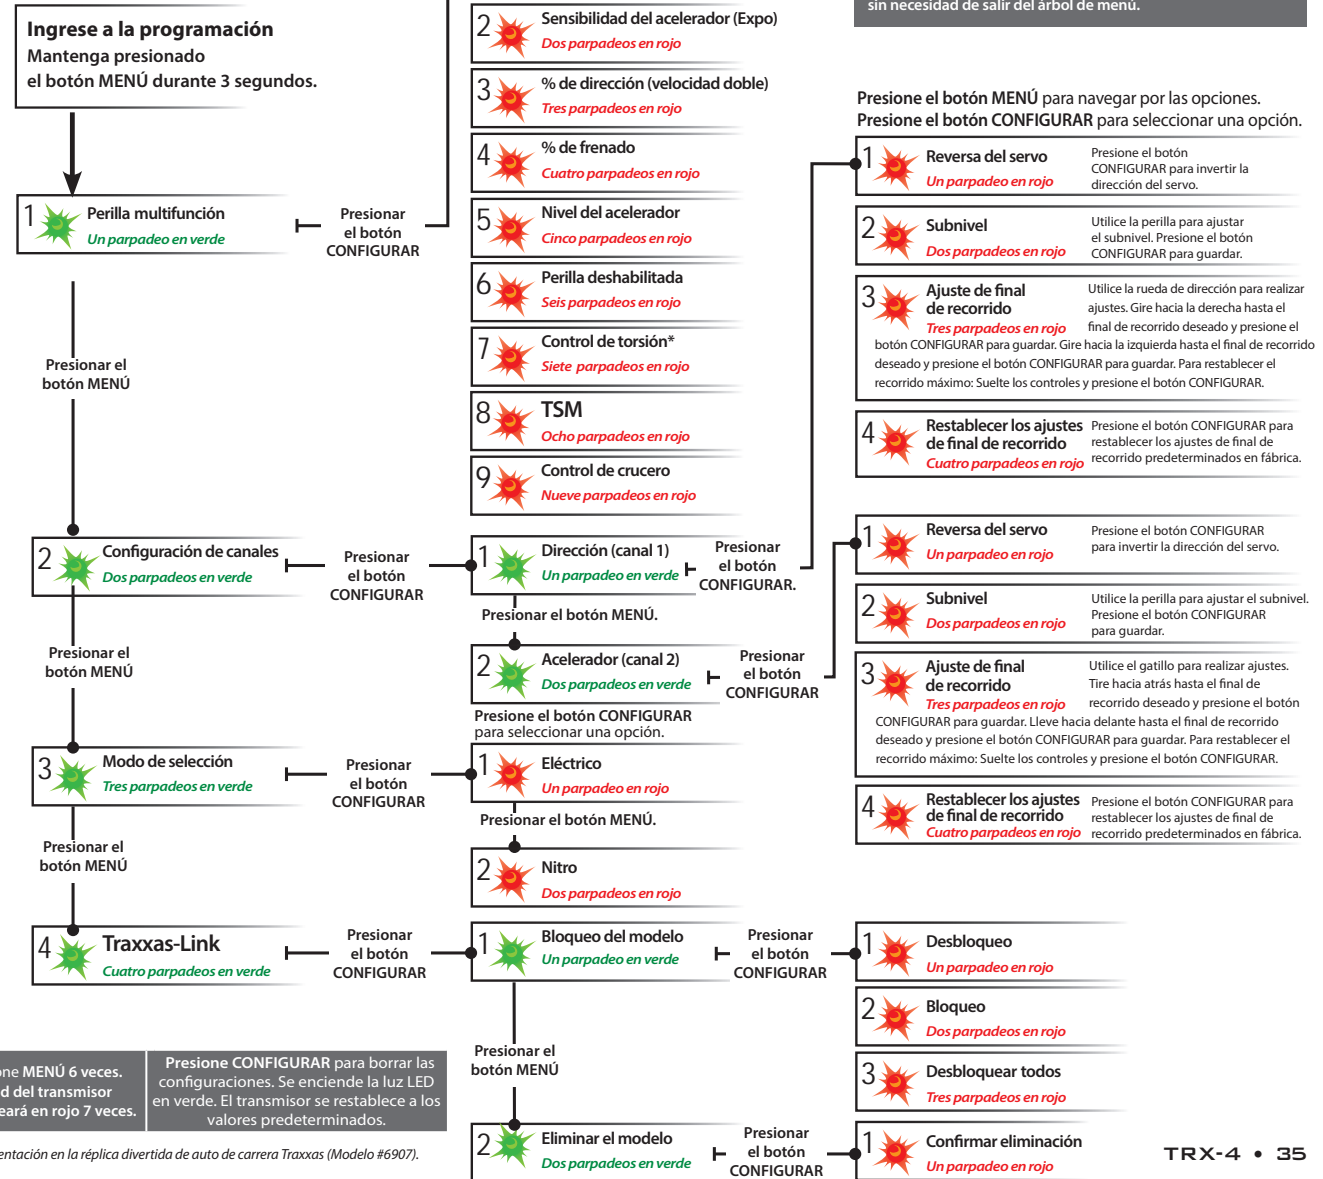 sin necesidad de salir del árbol de menú.
Ingrese a la programación
Mantenga presionado
el botón MENÚ durante 3 segundos.
1
Perilla multifunción
Un parpadeo en verde
Presionar
el botón
CONFIGURAR
2
Sensibilidad del acelerador (Expo)
Dos parpadeos en rojo
3
% de dirección (velocidad doble)
Tres parpadeos en rojo
4
% de frenado
Cuatro parpadeos en rojo
5
Nivel del acelerador
Cinco parpadeos en rojo
6
Perilla deshabilitada
Seis parpadeos en rojo
7
Control de torsión*
Siete parpadeos en rojo
8
TSM
Ocho parpadeos en rojo
9
Control de crucero
Nueve parpadeos en rojo
Presionar el
botón MENÚ
2
Configuración de canales
Dos parpadeos en verde
Presionar
el botón
CONFIGURAR
1
Dirección (canal 1)
Un parpadeo en verde
Presionar
el botón
CONFIGURAR.
Presionar el botón MENÚ.
2
Acelerador (canal 2)
Dos parpadeos en verde
Presionar
el botón
CONFIGURAR
Presione el botón MENÚ para navegar por las opciones.
Presione el botón CONFIGURAR para seleccionar una opción.
1
Reversa del servo
Un parpadeo en rojo
Presione el botón
CONFIGURAR para invertir la
dirección del servo.
2
Subnivel
Dos parpadeos en rojo
Utilice la perilla para ajustar
el subnivel. Presione el botón
CONFIGURAR para guardar.
3
Ajuste de final
de recorrido
Tres parpadeos en rojo
Utilice la rueda de dirección para realizar
ajustes. Gire hacia la derecha hasta el
final de recorrido deseado y presione el
botón CONFIGURAR para guardar. Gire hacia la izquierda hasta el final de recorrido
deseado y presione el botón CONFIGURAR para guardar. Para restablecer el
recorrido máximo: Suelte los controles y presione el botón CONFIGURAR.
4
Restablecer los ajustes
de final de recorrido
Cuatro parpadeos en rojo
Presione el botón CONFIGURAR para
restablecer los ajustes de final de
recorrido predeterminados en fábrica.
1
Reversa del servo
Un parpadeo en rojo
Presione el botón CONFIGURAR
para invertir la dirección del servo.
2
Subnivel
Dos parpadeos en rojo
Utilice la perilla para ajustar el subnivel.
Presione el botón CONFIGURAR
para guardar.
3
Ajuste de final
de recorrido
Tres parpadeos en rojo
Utilice el gatillo para realizar ajustes.
Tire hacia atrás hasta el final de
recorrido deseado y presione el botón
CONFIGURAR para guardar. Lleve hacia delante hasta el final de recorrido
deseado y presione el botón CONFIGURAR para guardar. Para restablecer el
recorrido máximo: Suelte los controles y presione el botón CONFIGURAR.
4
Restablecer los ajustes
de final de recorrido
Cuatro parpadeos en rojo
Presione el botón CONFIGURAR para
restablecer los ajustes de final de
recorrido predeterminados en fábrica.
Presionar el
botón MENÚ
3
Modo de selección
Tres parpadeos en verde
Presionar
el botón
CONFIGURAR
Presione el botón CONFIGURAR
para seleccionar una opción.
1
Eléctrico
Un parpadeo en rojo
Presionar el botón MENÚ.
2
Nitro
Dos parpadeos en rojo
Presionar el
botón MENÚ
4
Traxxas-Link
Cuatro parpadeos en verde
Presionar
el botón
CONFIGURAR
1
Bloqueo del modelo
Un parpadeo en verde
Presionar
el botón
CONFIGURAR
1
Desbloqueo
Un parpadeo en rojo
2
Bloqueo
Dos parpadeos en rojo
3
Desbloquear todos
Tres parpadeos en rojo
Presionar el
botón MENÚ
2
Eliminar el modelo
Dos parpadeos en verde
Presionar
el botón
CONFIGURAR
1
Confirmar eliminación
Un parpadeo en rojo
ne MENÚ 6 veces.
d del transmisor
eará en rojo 7 veces.
Presione CONFIGURAR para borrar las
configuraciones. Se enciende la luz LED
en verde. El transmisor se restablece a los
valores predeterminados.
entación en la réplica divertida de auto de carrera Traxxas (Modelo #6907).
TRX-4 • 35